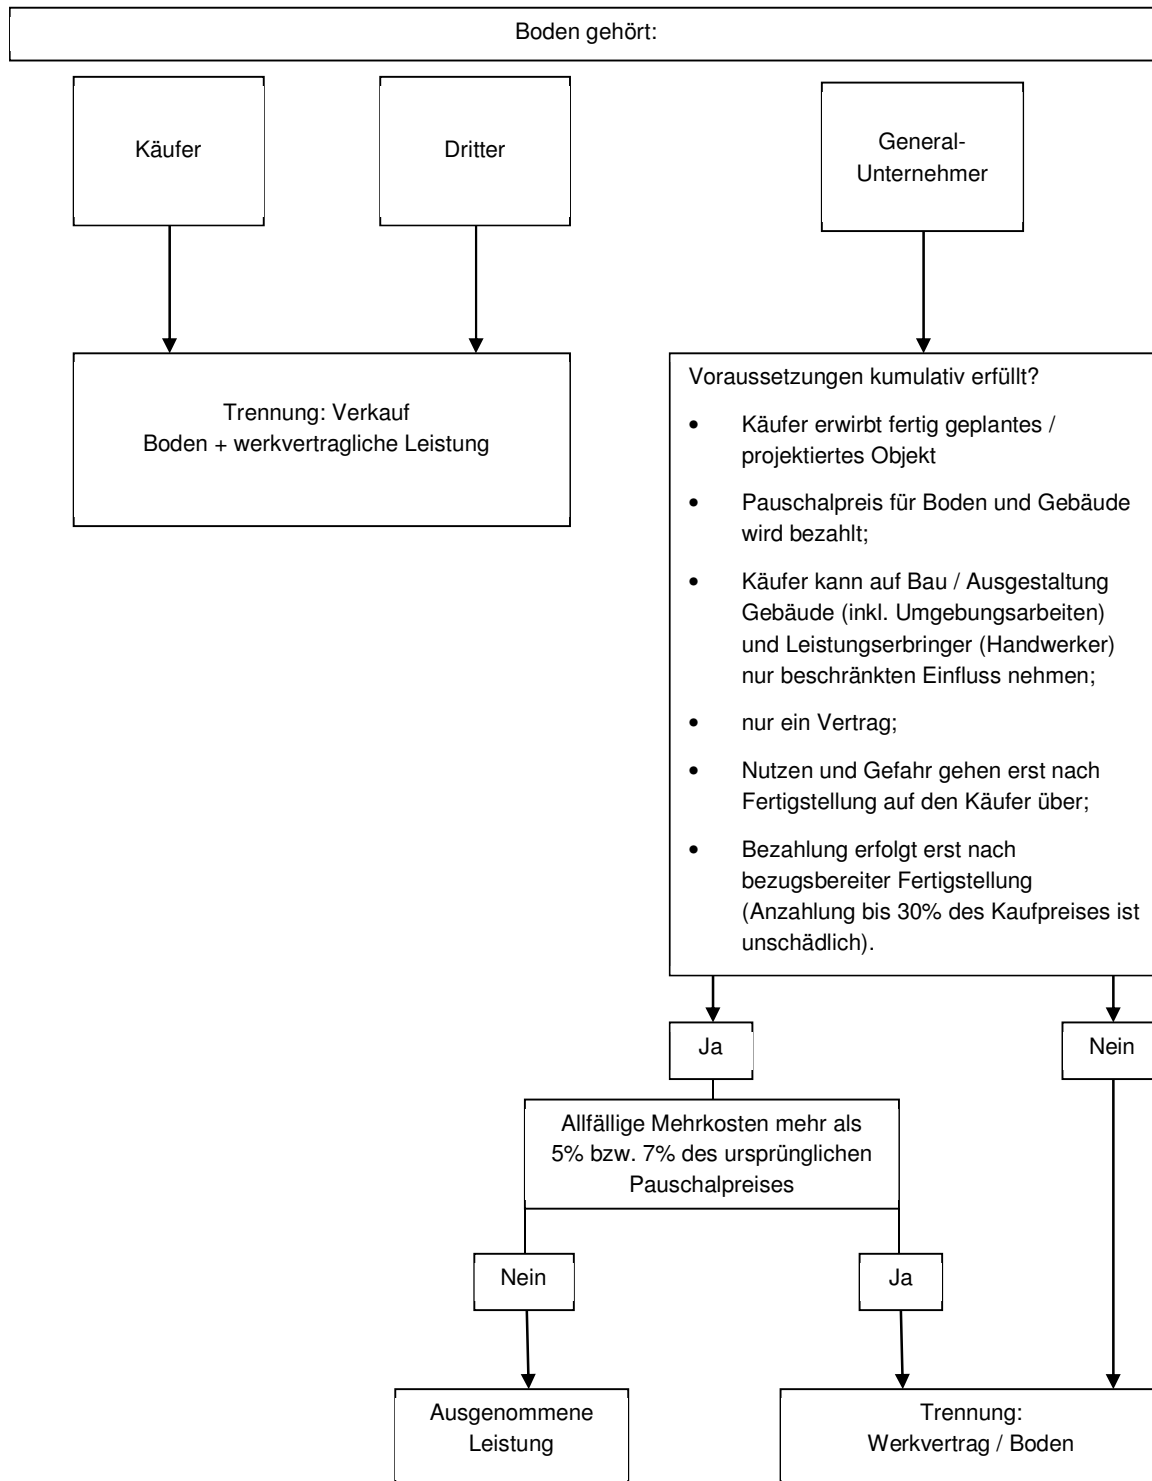 Boden gehört:
Käufer
Dritter
General-
Unternehmer
Trennung: Verkauf
Boden + werkvertragliche Leistung
Voraussetzungen kumulativ erfüllt?
• Käufer erwirbt fertig geplantes /
projektiertes Objekt
• Pauschalpreis für Boden und Gebäude
wird bezahlt;
• Käufer kann auf Bau / Ausgestaltung
Gebäude (inkl. Umgebungsarbeiten)
und Leistungserbringer (Handwerker)
nur beschränkten Einfluss nehmen;
• nur ein Vertrag;
• Nutzen und Gefahr gehen erst nach
Fertigstellung auf den Käufer über;
• Bezahlung erfolgt erst nach
bezugsbereiter Fertigstellung
(Anzahlung bis 30% des Kaufpreises ist
unschädlich).
Ja
Nein
Allfällige Mehrkosten mehr als
5% bzw. 7% des ursprünglichen
Pauschalpreises
Nein
Ja
Ausgenommene
Leistung
Trennung:
Werkvertrag / Boden